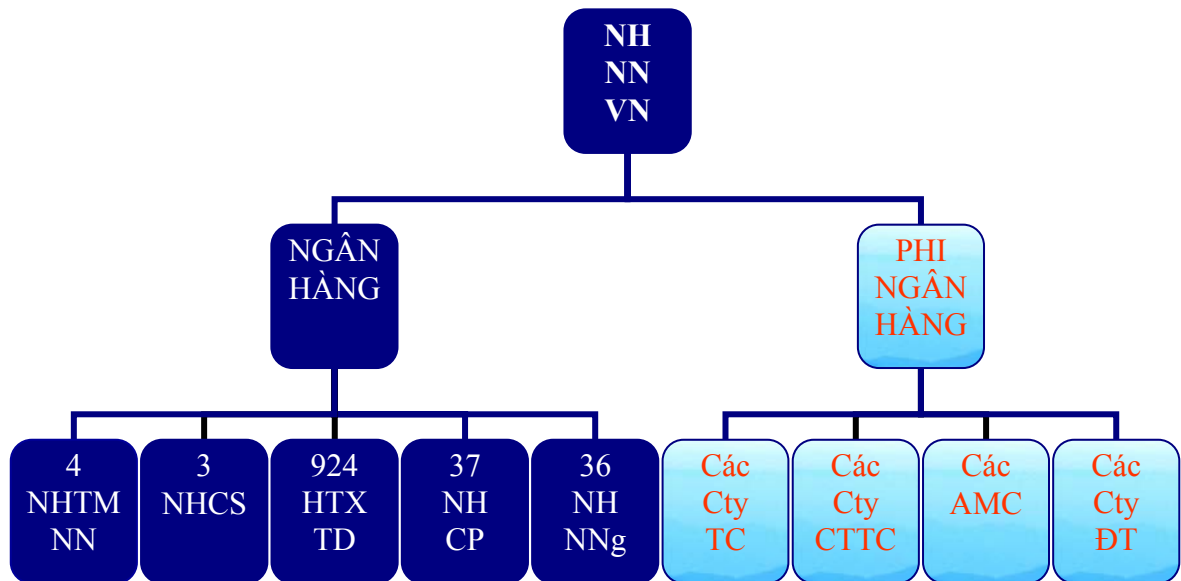 NH
NN
VN
NGÂN
HÀNG
PHI
NGÂN
HÀNG
4
NHTM
NN
3
NHCS
924
HTX
TD
37
NH
CP
36
NH
NNg
Các
Cty
TC
Các
Cty
CTTC
Các
AMC
Các
Cty
ĐT